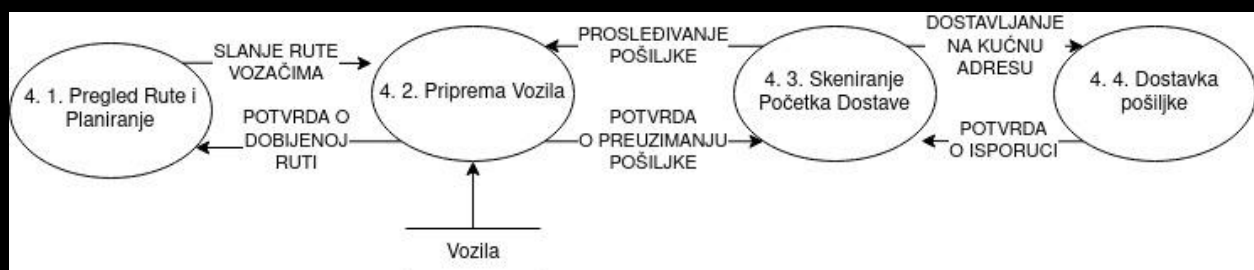 4. 1. Pregled Rute i
Planiranje
SLANJE RUTE
VOZAČIMA
POTVRDA O
DOBIJENOJ
RUTI
4. 2. Priprema Vozila
PROSLEĐIVANJE
POŠILJKE
POTVRDA
O PREUZIMANJU
POŠILJKE
4. 3. Skeniranje
Početka Dostave
DOSTAVLJANJE
NA KUĆNU
ADRESU
POTVRDA
O ISPORUCI
4. 4. Dostavka
pošiljke
Vozila